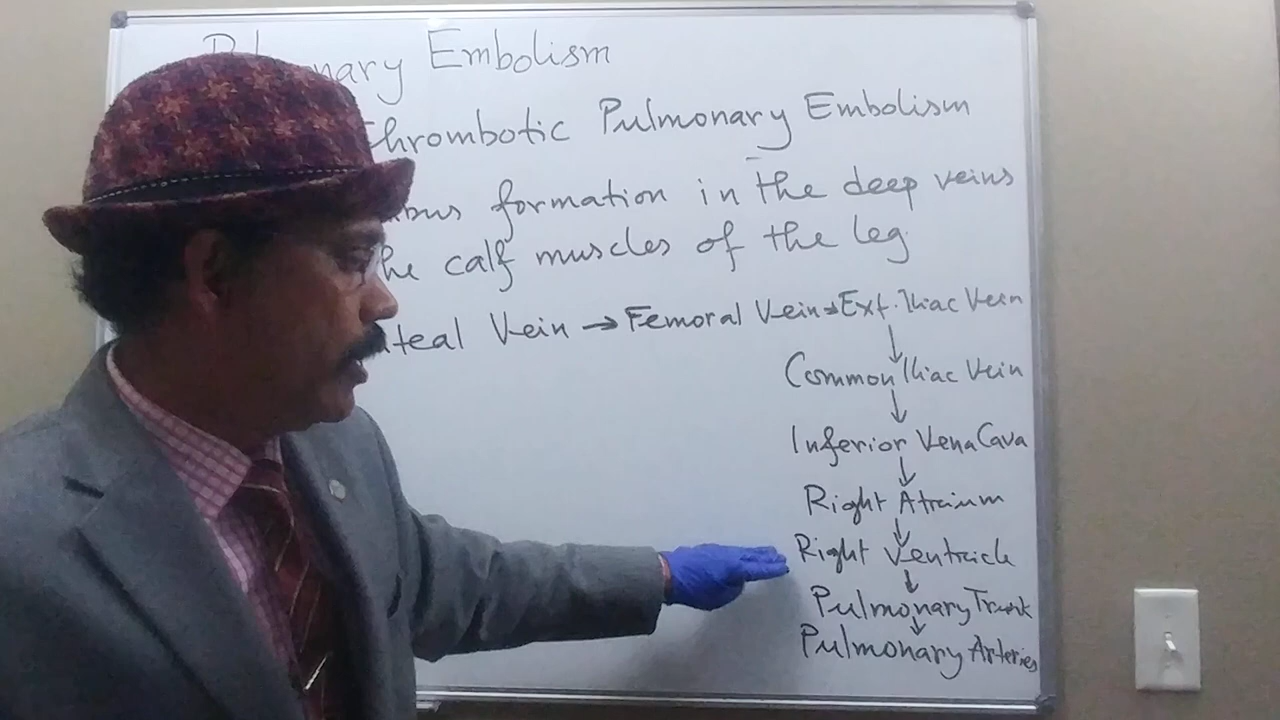 Embolism
Thrombotic Pulmonary Embolism
formation in the deep veins
calf muscles of the leg
Vein → Femoral Vein → Ext. Iliac Vein
↓
Common Iliac Vein
↓
Inferior Vena Cava
↓
Right Atrium
↓
Right Ventricle
↓
Pulmonary Trunk
↓
Pulmonary Arteries